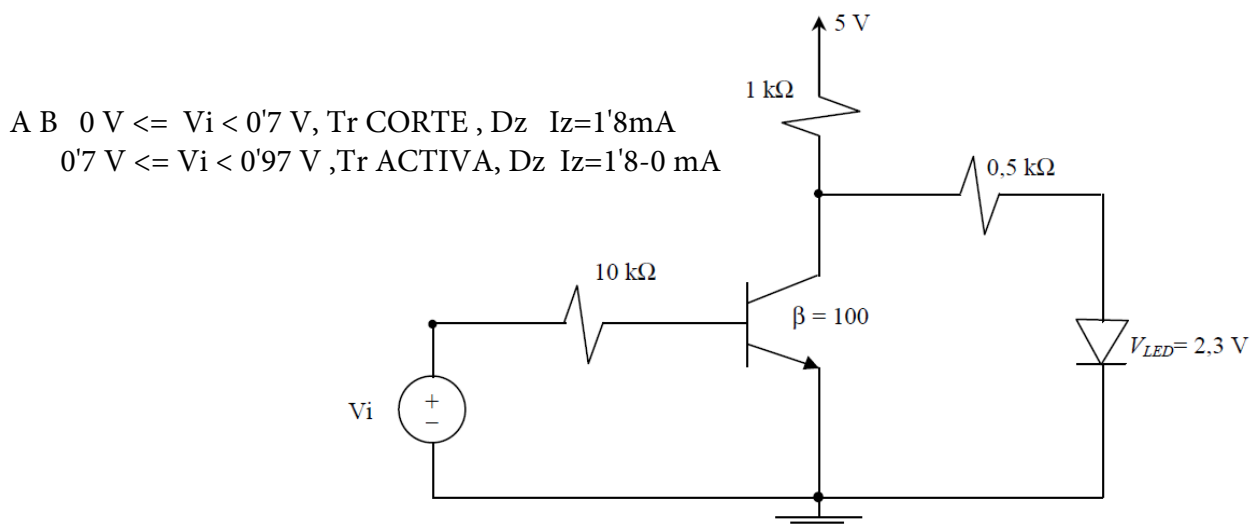 5 V
1 kΩ
A B 0 V <= Vi < 0'7 V, Tr CORTE , Dz Iz=1'8mA
0'7 V <= Vi < 0'97 V ,Tr ACTIVA, Dz Iz=1'8-0 mA
0,5 kΩ
10 kΩ
β = 100
V_LED= 2,3 V
Vi
+
−